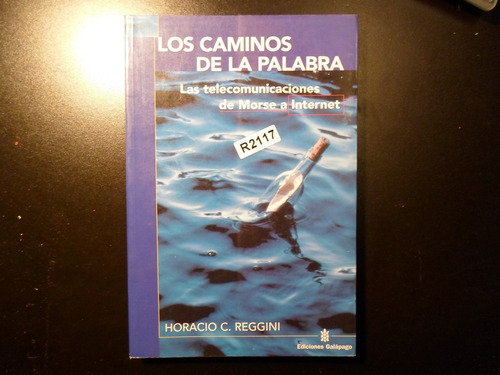 LOS CAMINOS
DE LA PALABRA
Las telecomunicaciones
de Morse a Internet
R2117
HORACIO C. REGGINI
Ediciones Galápago